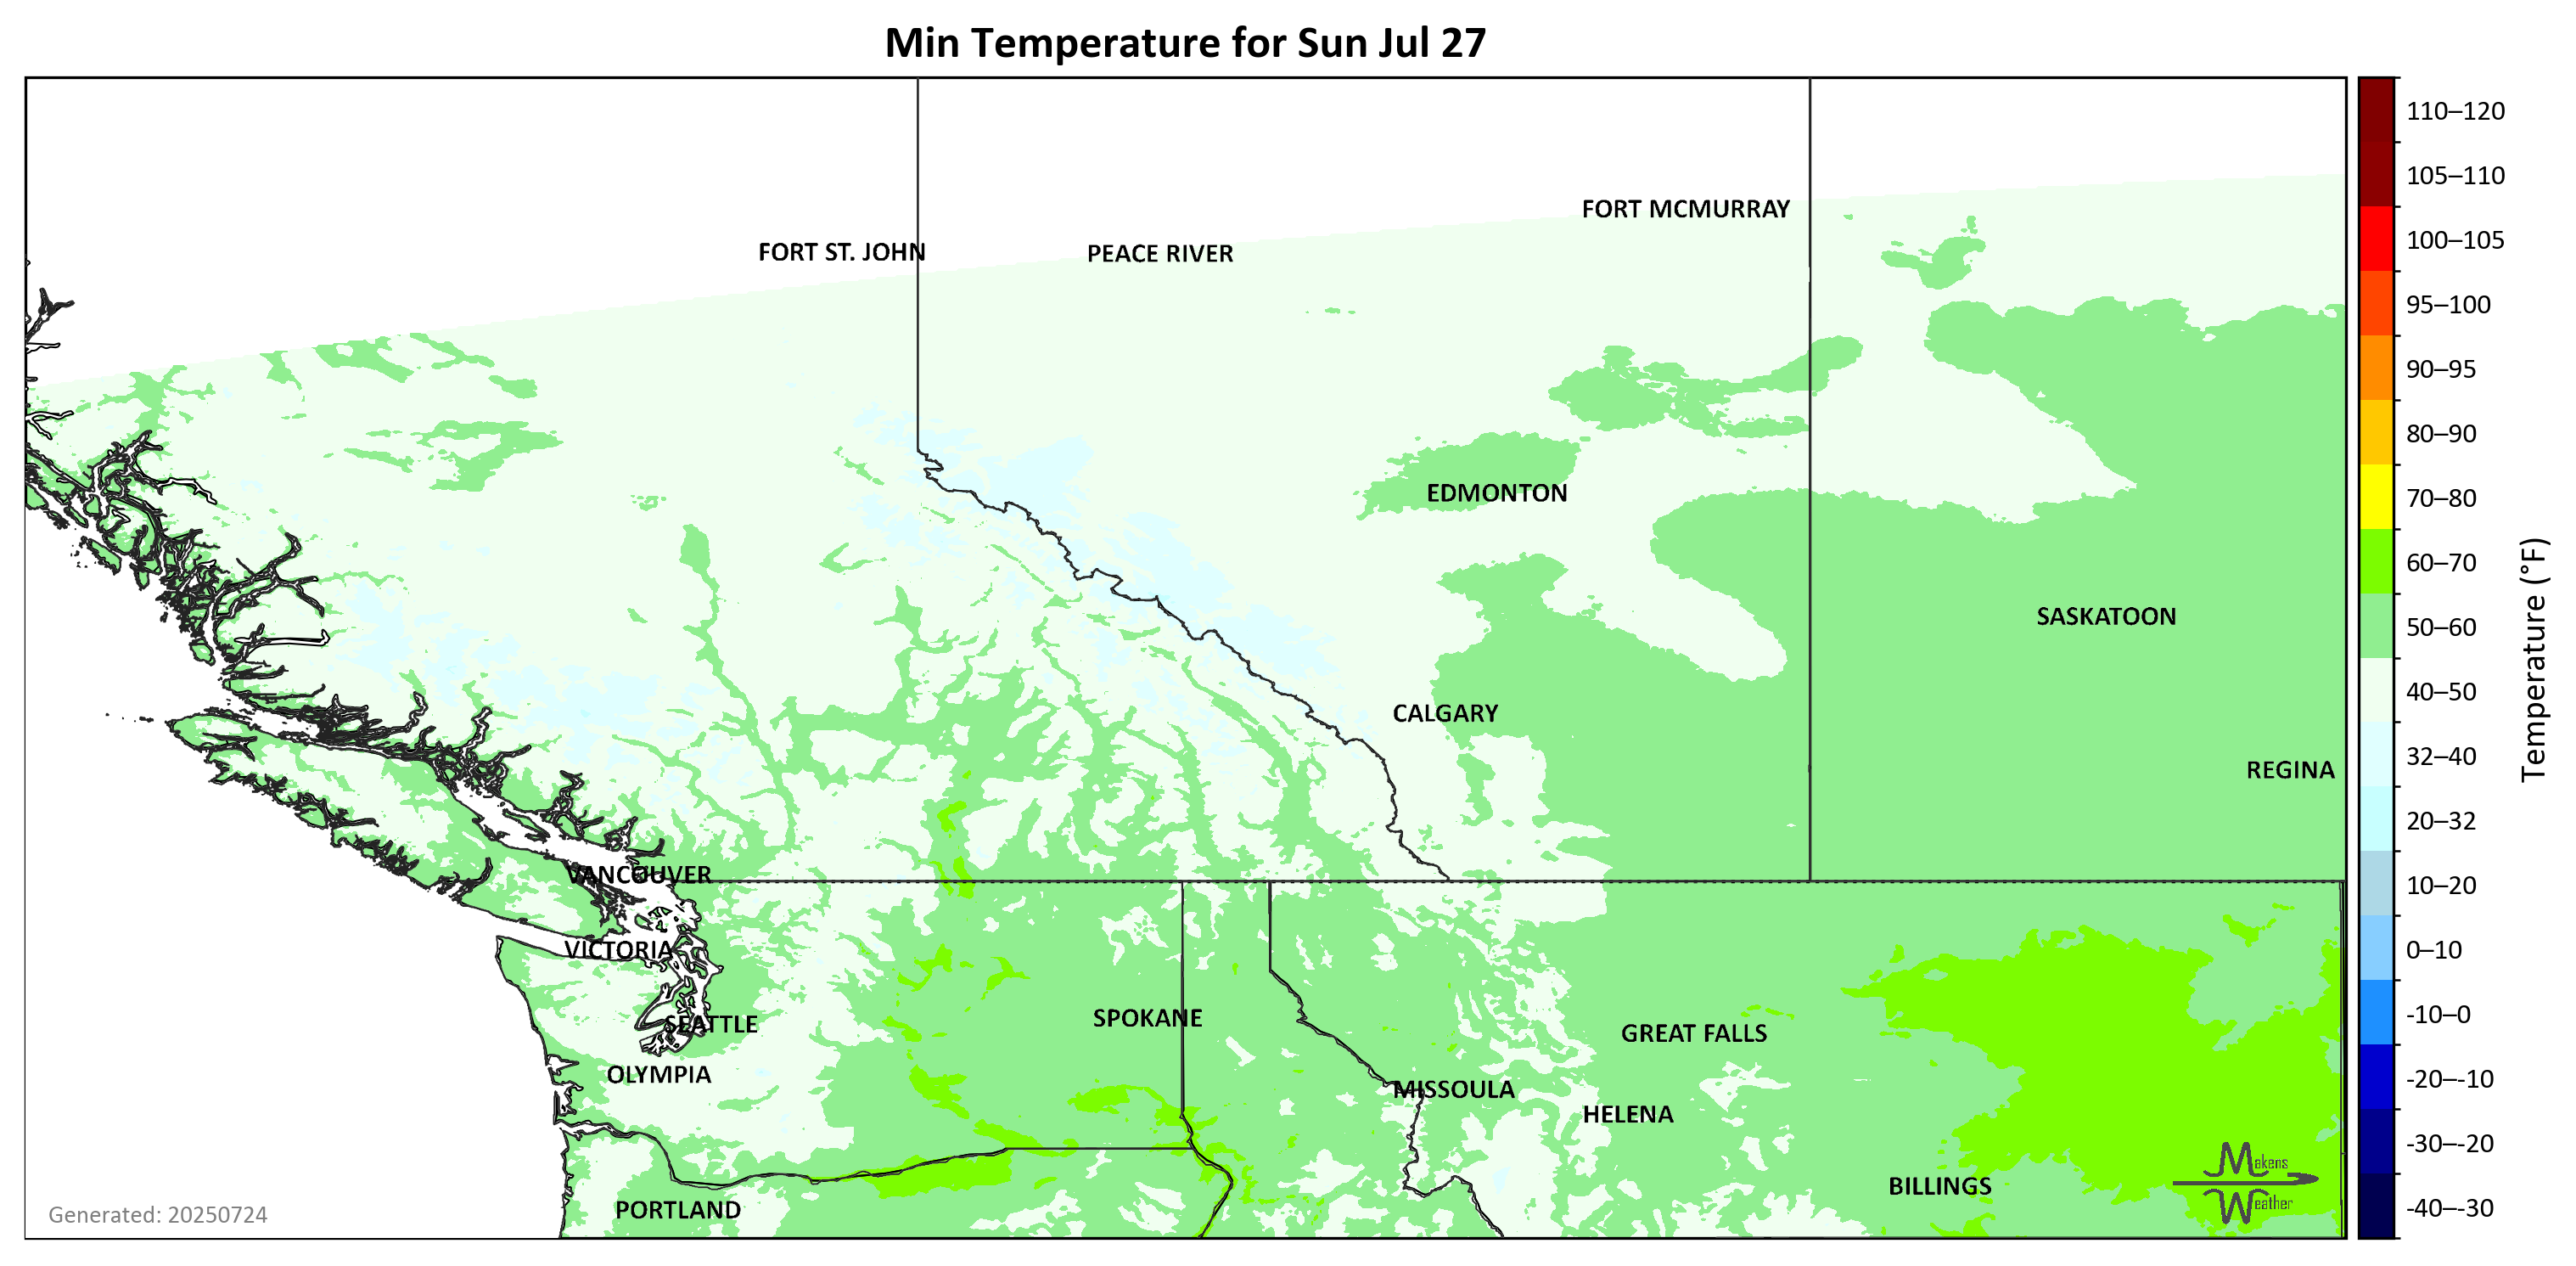 Min Temperature for Sun Jul 27
110–120
105–110
100–105
95–100
90–95
80–90
70–80
60–70
50–60
40–50
32–40
20–32
10–20
0–10
-10–0
-20–-10
-30–-20
-40–-30
Temperature (°F)
FORT MCMURRAY
FORT ST. JOHN
PEACE RIVER
EDMONTON
SASKATOON
CALGARY
REGINA
VANCOUVER
VICTORIA
SEATTLE
SPOKANE
GREAT FALLS
OLYMPIA
MISSOULA
HELENA
BILLINGS
PORTLAND
Makens
Weather
Generated: 20250724